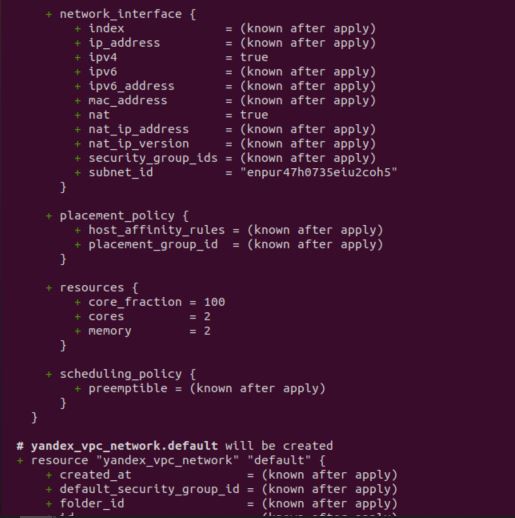 + network_interface {
+ index = (known after apply)
+ ip_address = (known after apply)
+ ipv4 = true
+ ipv6 = (known after apply)
+ ipv6_address = (known after apply)
+ mac_address = (known after apply)
+ nat = true
+ nat_ip_address = (known after apply)
+ nat_ip_version = (known after apply)
+ security_group_ids = (known after apply)
+ subnet_id = "enpur47h0735eiu2coh5"
}
+ placement_policy {
+ host_affinity_rules = (known after apply)
+ placement_group_id = (known after apply)
}
+ resources {
+ core_fraction = 100
+ cores = 2
+ memory = 2
}
+ scheduling_policy {
+ preemptible = (known after apply)
}
}
# yandex_vpc_network.default will be created
+ resource "yandex_vpc_network" "default" {
+ created_at = (known after apply)
+ default_security_group_id = (known after apply)
+ folder_id = (known after apply)